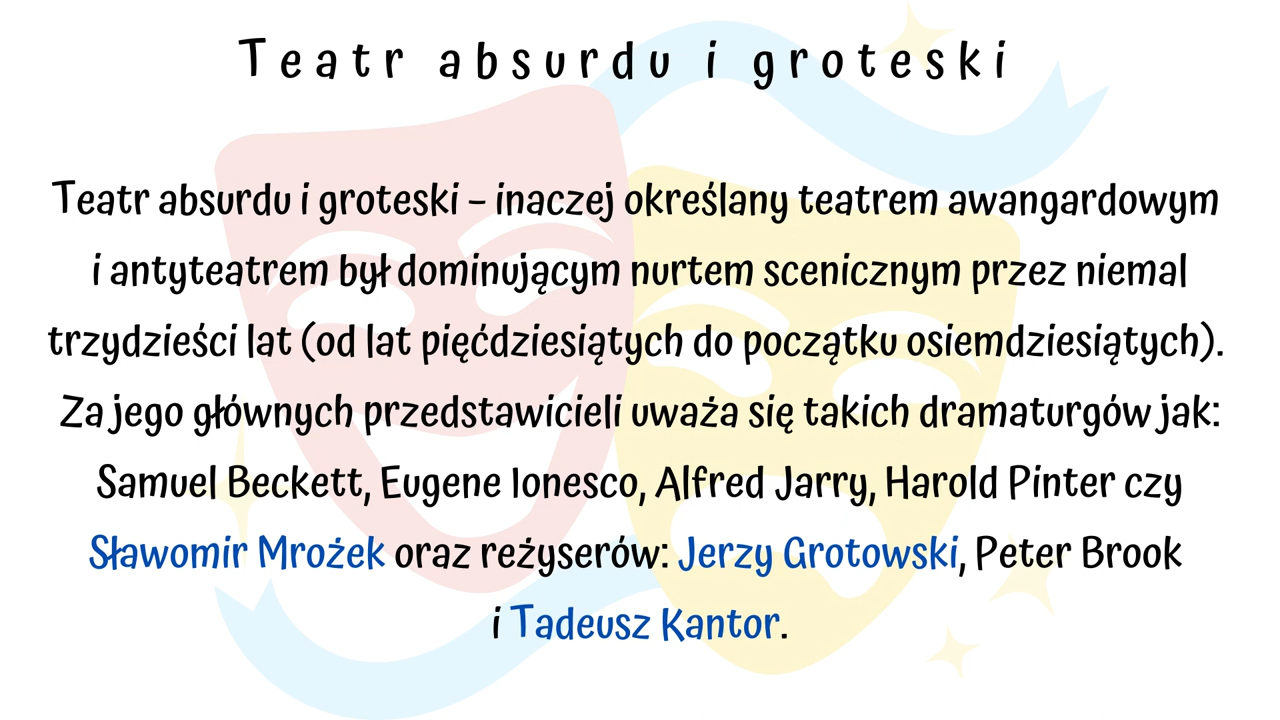 Teatr absurdu i groteski
Teatr absurdu i groteski – inaczej określany teatrem awangardowym
i antyteatrem był dominującym nurtem scenicznym przez niemal
trzydzieści lat (od lat pięćdziesiątych do początku osiemdziesiątych).
Za jego głównych przedstawicieli uważa się takich dramaturgów jak:
Samuel Beckett, Eugene Ionesco, Alfred Jarry, Harold Pinter czy
Sławomir Mrożek oraz reżyserów: Jerzy Grotowski, Peter Brook
i Tadeusz Kantor.